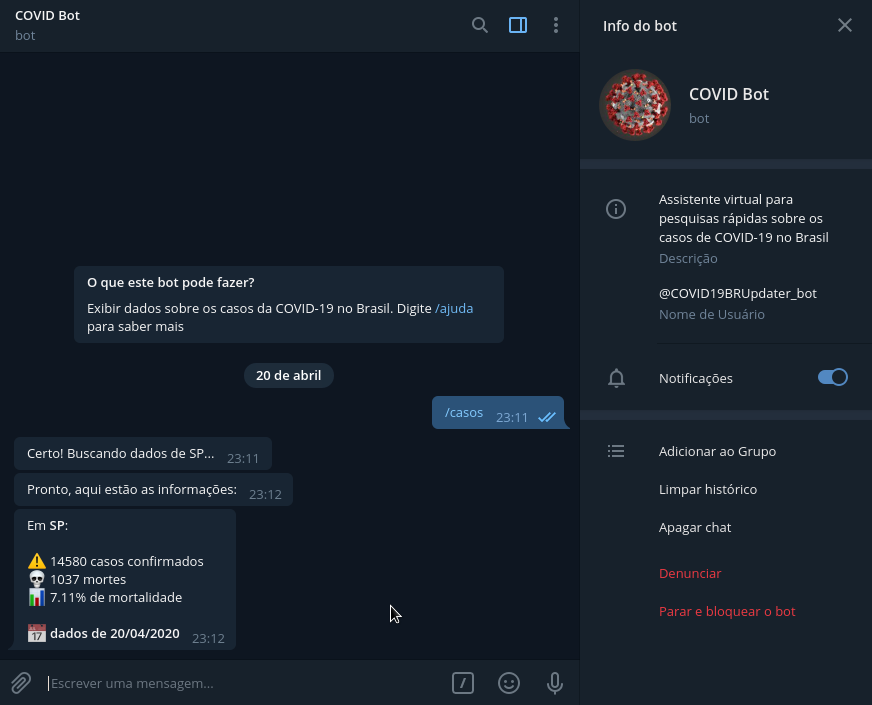 COVID Bot
bot
O que este bot pode fazer?
Exibir dados sobre os casos da COVID-19 no Brasil. Digite /ajuda
para saber mais
20 de abril
/casos 23:11
Certo! Buscando dados de SP... 23:11
Pronto, aqui estão as informações: 23:12
Em SP:
14580 casos confirmados
1037 mortes
7.11% de mortalidade
17 dados de 20/04/2020 23:12
Escrever uma mensagem...
Info do bot
COVID Bot
bot
Assistente virtual para
pesquisas rápidas sobre os
casos de COVID-19 no Brasil
Descrição
@COVID19BRUpdater_bot
Nome de Usuário
Notificações
Adicionar ao Grupo
Limpar histórico
Apagar chat
Denunciar
Parar e bloquear o bot